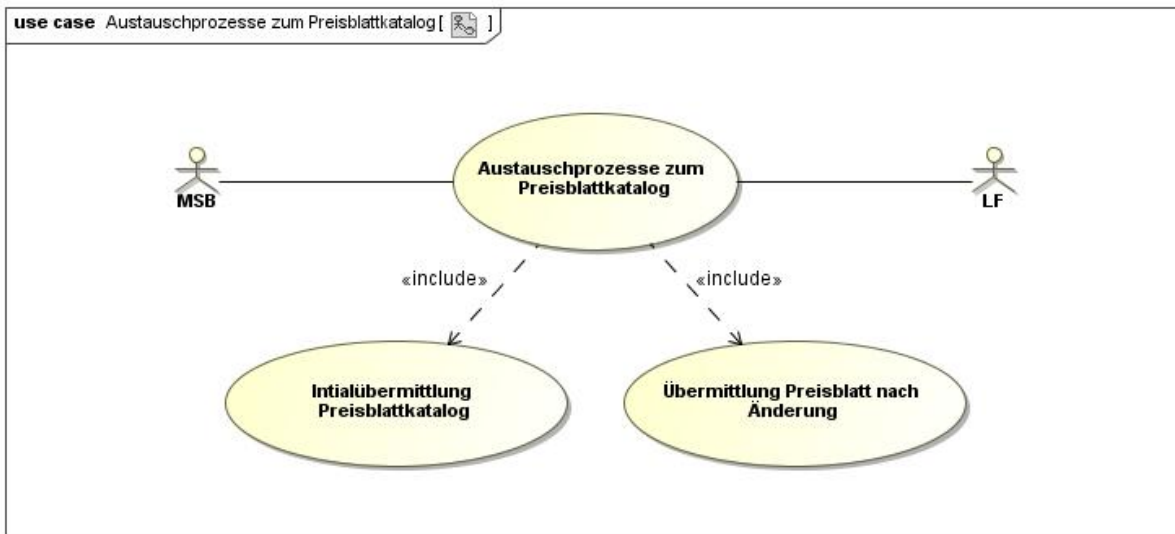 use case Austauschprozesse zum Preisblattkatalog [ ]
Austauschprozesse zum
Preisblattkatalog
MSB
LF
«include»
«include»
Intialübermittlung
Preisblattkatalog
Übermittlung Preisblatt nach
Änderung